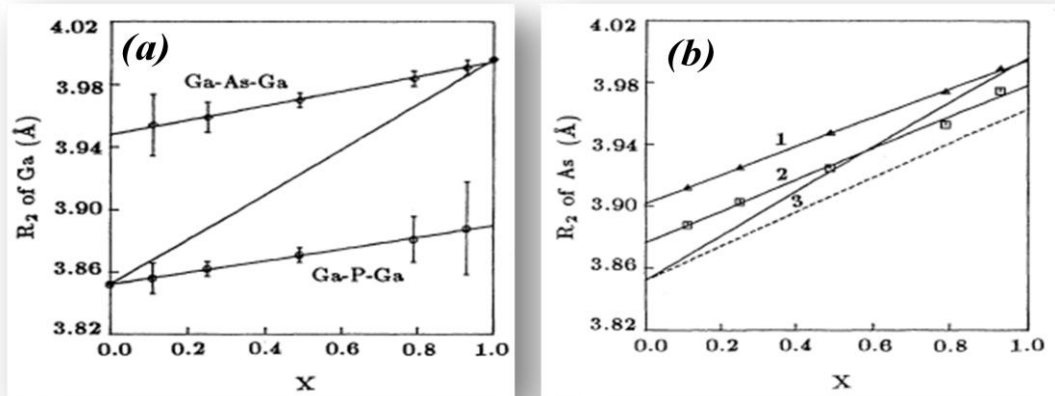 (a)
4.02
3.98
3.94
3.90
3.86
3.82
R₂ of Ga (Å)
Ga-As-Ga
Ga-P-Ga
0.0 0.2 0.4 0.6 0.8 1.0
X
(b)
4.02
3.98
3.94
3.90
3.86
3.82
R₂ of As (Å)
1
2
3
0.0 0.2 0.4 0.6 0.8 1.0
X